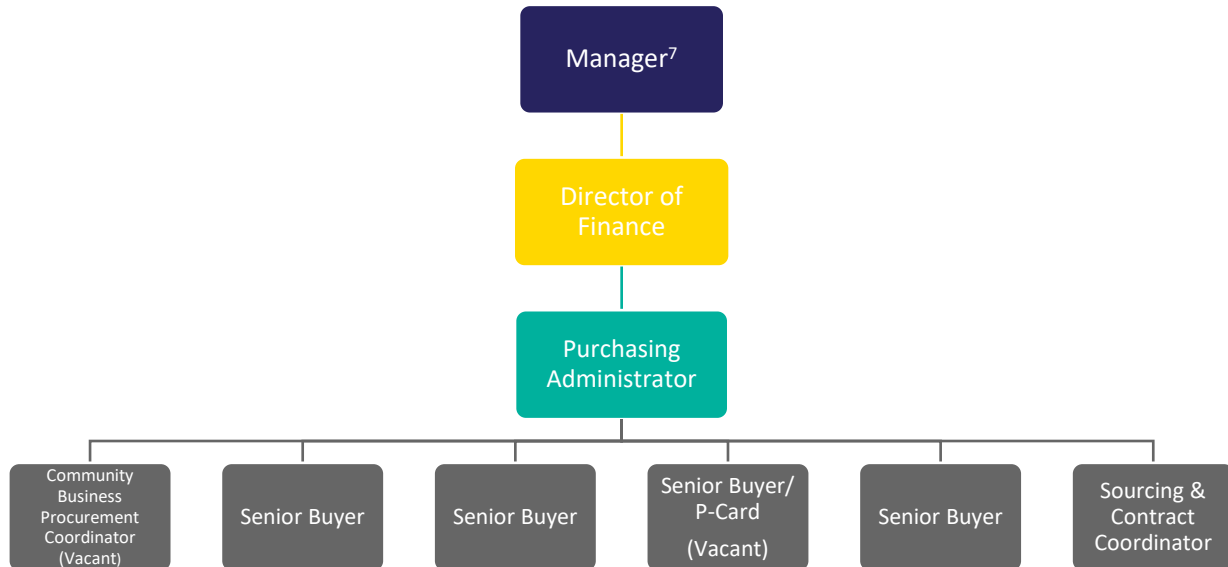 Manager⁷
Director of
Finance
Purchasing
Administrator
Community
Business
Procurement
Coordinator
(Vacant)
Senior Buyer
Senior Buyer
Senior Buyer/
P-Card
(Vacant)
Senior Buyer
Sourcing &
Contract
Coordinator